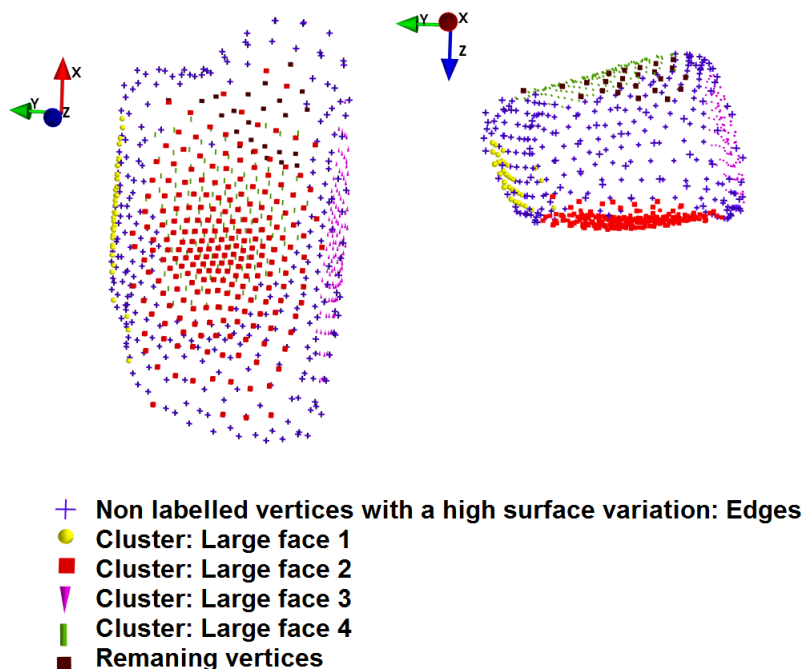 X
Y
Z
Y
X
Z
Non labelled vertices with a high surface variation: Edges
Cluster: Large face 1
Cluster: Large face 2
Cluster: Large face 3
Cluster: Large face 4
Remaning vertices